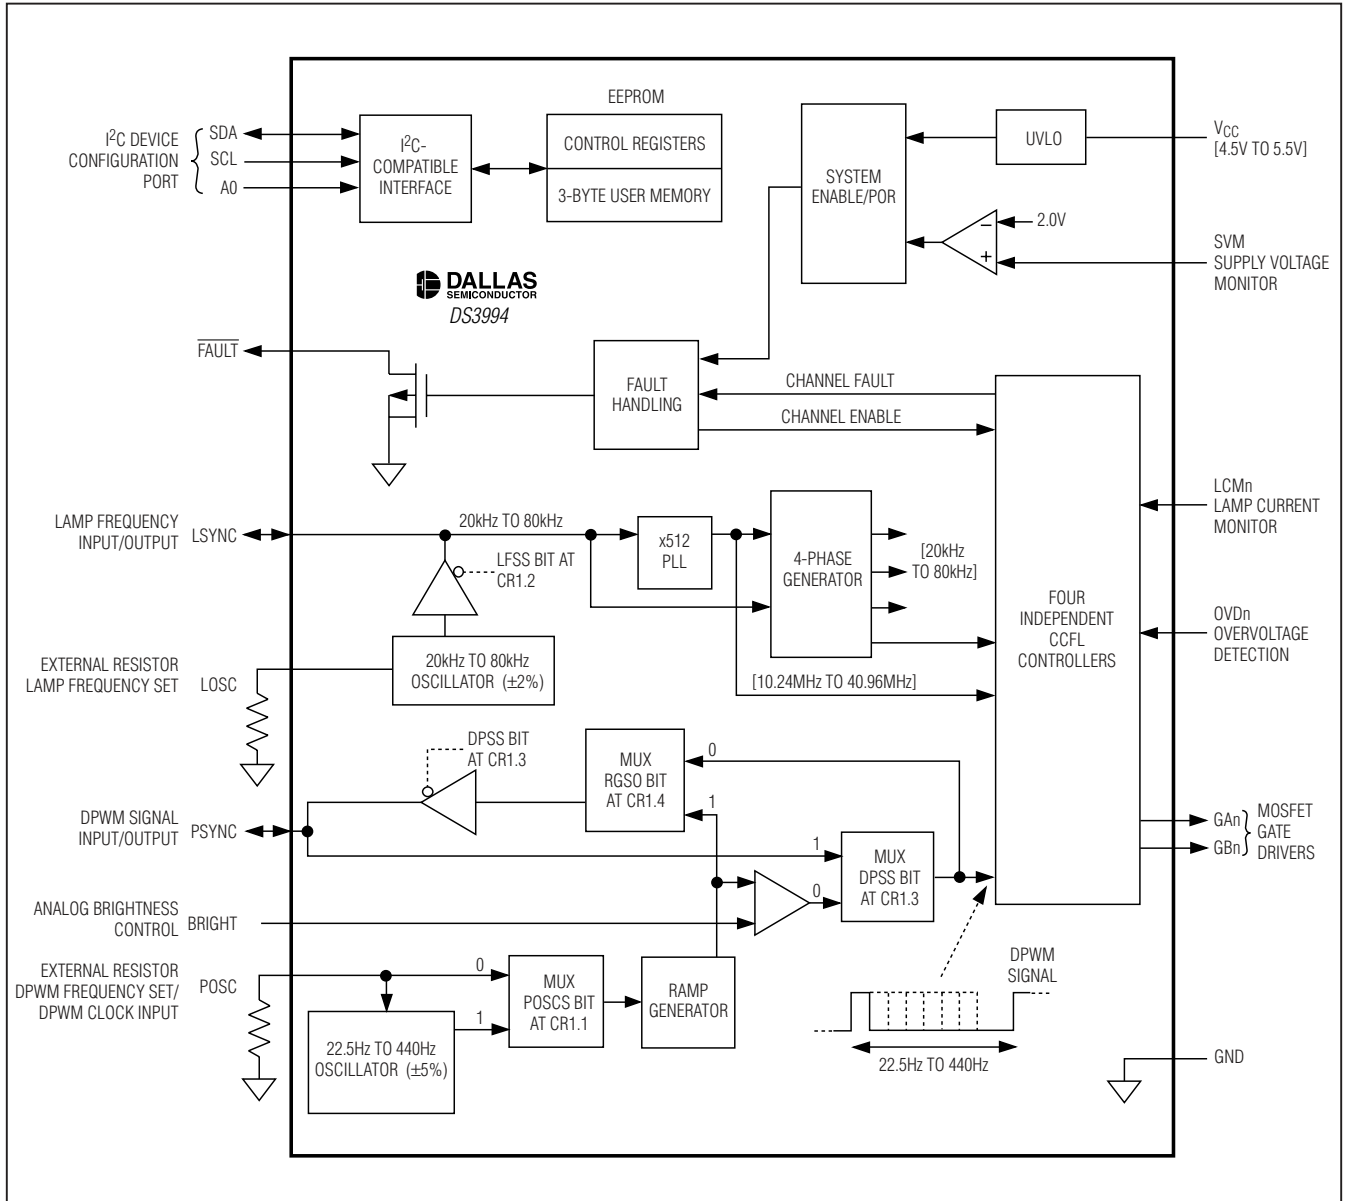 EEPROM
I²C DEVICE
CONFIGURATION
PORT
SDA
SCL
A0
I²C-
COMPATIBLE
INTERFACE
CONTROL REGISTERS
3-BYTE USER MEMORY
SYSTEM
ENABLE/POR
UVLO
VCC
[4.5V TO 5.5V]
–
2.0V
+
SVM
SUPPLY VOLTAGE
MONITOR
DALLAS
SEMICONDUCTOR
DS3994
FAULT
FAULT
HANDLING
CHANNEL FAULT
CHANNEL ENABLE
LAMP FREQUENCY
INPUT/OUTPUT
LSYNC
20kHz TO 80kHz
LFSS BIT AT
CR1.2
x512
PLL
4-PHASE
GENERATOR
[20kHz
TO 80kHz]
FOUR
INDEPENDENT
CCFL
CONTROLLERS
LCMn
LAMP CURRENT
MONITOR
OVDn
OVERVOLTAGE
DETECTION
EXTERNAL RESISTOR
LAMP FREQUENCY SET
LOSC
20kHz TO 80kHz
OSCILLATOR (±2%)
[10.24MHz TO 40.96MHz]
DPSS BIT
AT CR1.3
MUX
RGSO BIT
AT CR1.4
0
1
DPWM SIGNAL
INPUT/OUTPUT
PSYNC
1
0
MUX
DPSS BIT
AT CR1.3
GAn
GBn
MOSFET
GATE
DRIVERS
ANALOG BRIGHTNESS
CONTROL
BRIGHT
EXTERNAL RESISTOR
DPWM FREQUENCY SET/
DPWM CLOCK INPUT
POSC
0
1
22.5Hz TO 440Hz
OSCILLATOR (±5%)
MUX
POSCS BIT
AT CR1.1
RAMP
GENERATOR
DPWM
SIGNAL
22.5Hz TO 440Hz
GND